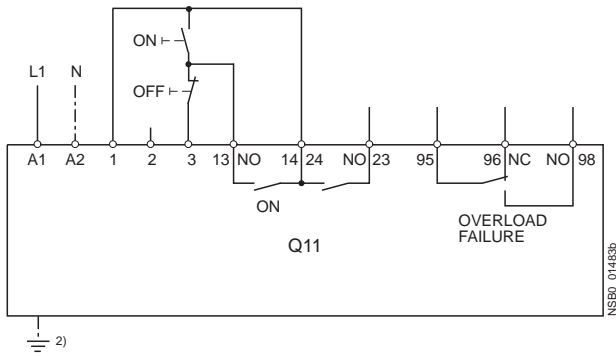 ON
L1 N
OFF
A1 A2 1 2 3 13 NO 14 24 NO 23 95 96 NC NO 98
ON
OVERLOAD
FAILURE
Q11
NSB0_01483b
2)